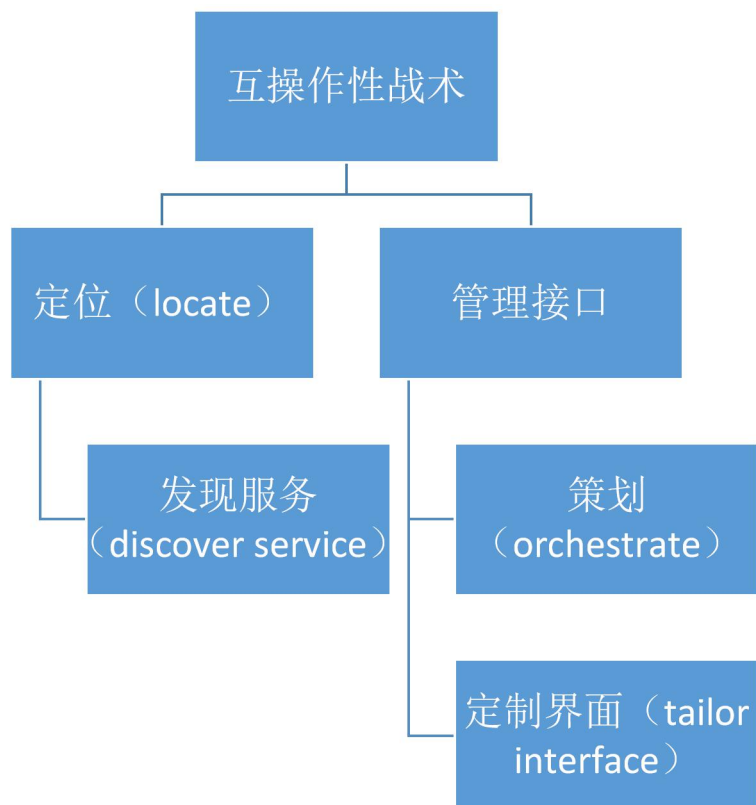 互操作性战术
定位（locate）
管理接口
发现服务
（discover service）
策划
（orchestrate）
定制界面（tailor
interface）